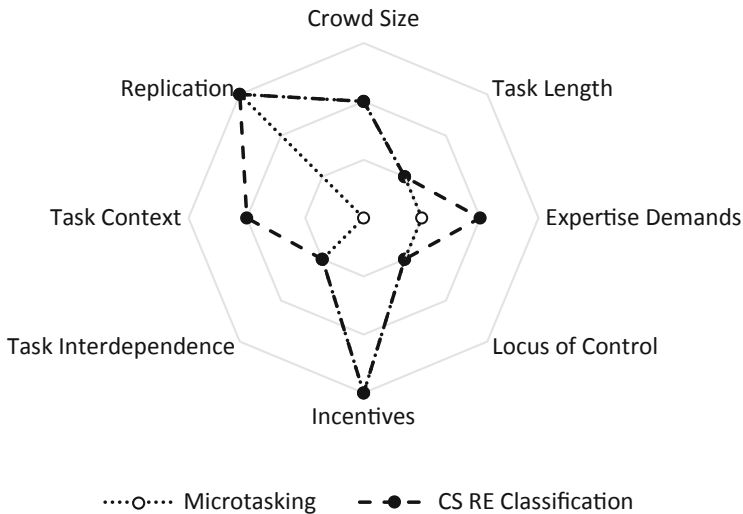 Crowd Size
Replication
Task Length
Task Context
Expertise Demands
Task Interdependence
Locus of Control
Incentives
Microtasking
CS RE Classification